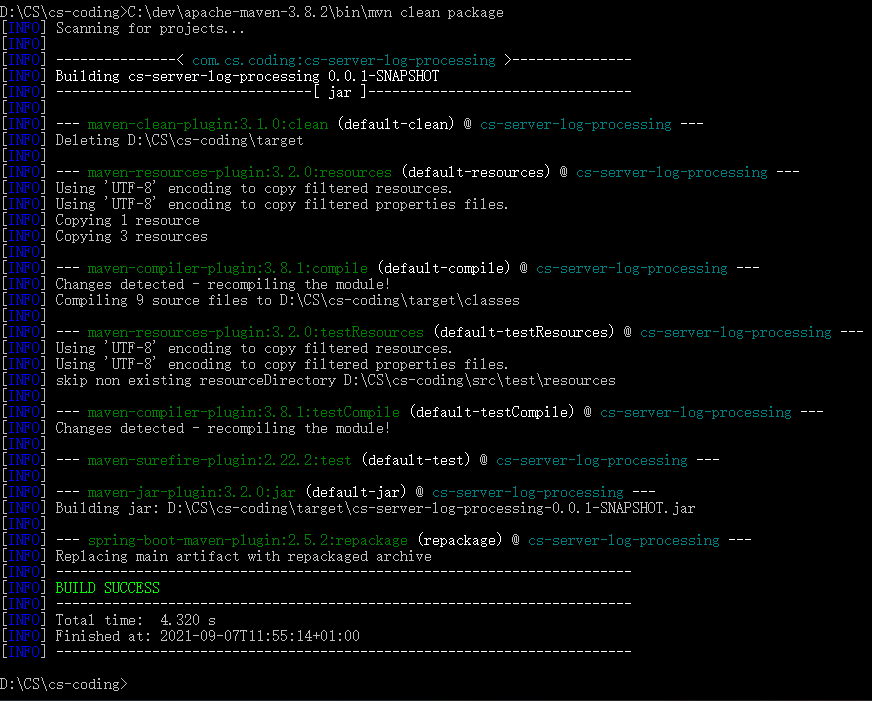 D:\CS\cs-coding>C:\dev\apache-maven-3.8.2\bin\mvn clean package
[INFO] Scanning for projects...
[INFO]
[INFO] ---------------< com.cs.coding:cs-server-log-processing >---------------
[INFO] Building cs-server-log-processing 0.0.1-SNAPSHOT
[INFO] --------------------------------[ jar ]---------------------------------
[INFO]
[INFO] --- maven-clean-plugin:3.1.0:clean (default-clean) @ cs-server-log-processing ---
[INFO] Deleting D:\CS\cs-coding\target
[INFO]
[INFO] --- maven-resources-plugin:3.2.0:resources (default-resources) @ cs-server-log-processing ---
[INFO] Using 'UTF-8' encoding to copy filtered resources.
[INFO] Using 'UTF-8' encoding to copy filtered properties files.
[INFO] Copying 1 resource
[INFO] Copying 3 resources
[INFO]
[INFO] --- maven-compiler-plugin:3.8.1:compile (default-compile) @ cs-server-log-processing ---
[INFO] Changes detected - recompiling the module!
[INFO] Compiling 9 source files to D:\CS\cs-coding\target\classes
[INFO]
[INFO] --- maven-resources-plugin:3.2.0:testResources (default-testResources) @ cs-server-log-processing ---
[INFO] Using 'UTF-8' encoding to copy filtered resources.
[INFO] Using 'UTF-8' encoding to copy filtered properties files.
[INFO] skip non existing resourceDirectory D:\CS\cs-coding\src\test\resources
[INFO]
[INFO] --- maven-compiler-plugin:3.8.1:testCompile (default-testCompile) @ cs-server-log-processing ---
[INFO] Changes detected - recompiling the module!
[INFO]
[INFO] --- maven-surefire-plugin:2.22.2:test (default-test) @ cs-server-log-processing ---
[INFO]
[INFO] --- maven-jar-plugin:3.2.0:jar (default-jar) @ cs-server-log-processing ---
[INFO] Building jar: D:\CS\cs-coding\target\cs-server-log-processing-0.0.1-SNAPSHOT.jar
[INFO]
[INFO] --- spring-boot-maven-plugin:2.5.2:repackage (repackage) @ cs-server-log-processing ---
[INFO] Replacing main artifact with repackaged archive
[INFO] ------------------------------------------------------------------------
[INFO] BUILD SUCCESS
[INFO] ------------------------------------------------------------------------
[INFO] Total time:  4.320 s
[INFO] Finished at: 2021-09-07T11:55:14+01:00
[INFO] ------------------------------------------------------------------------
D:\CS\cs-coding>